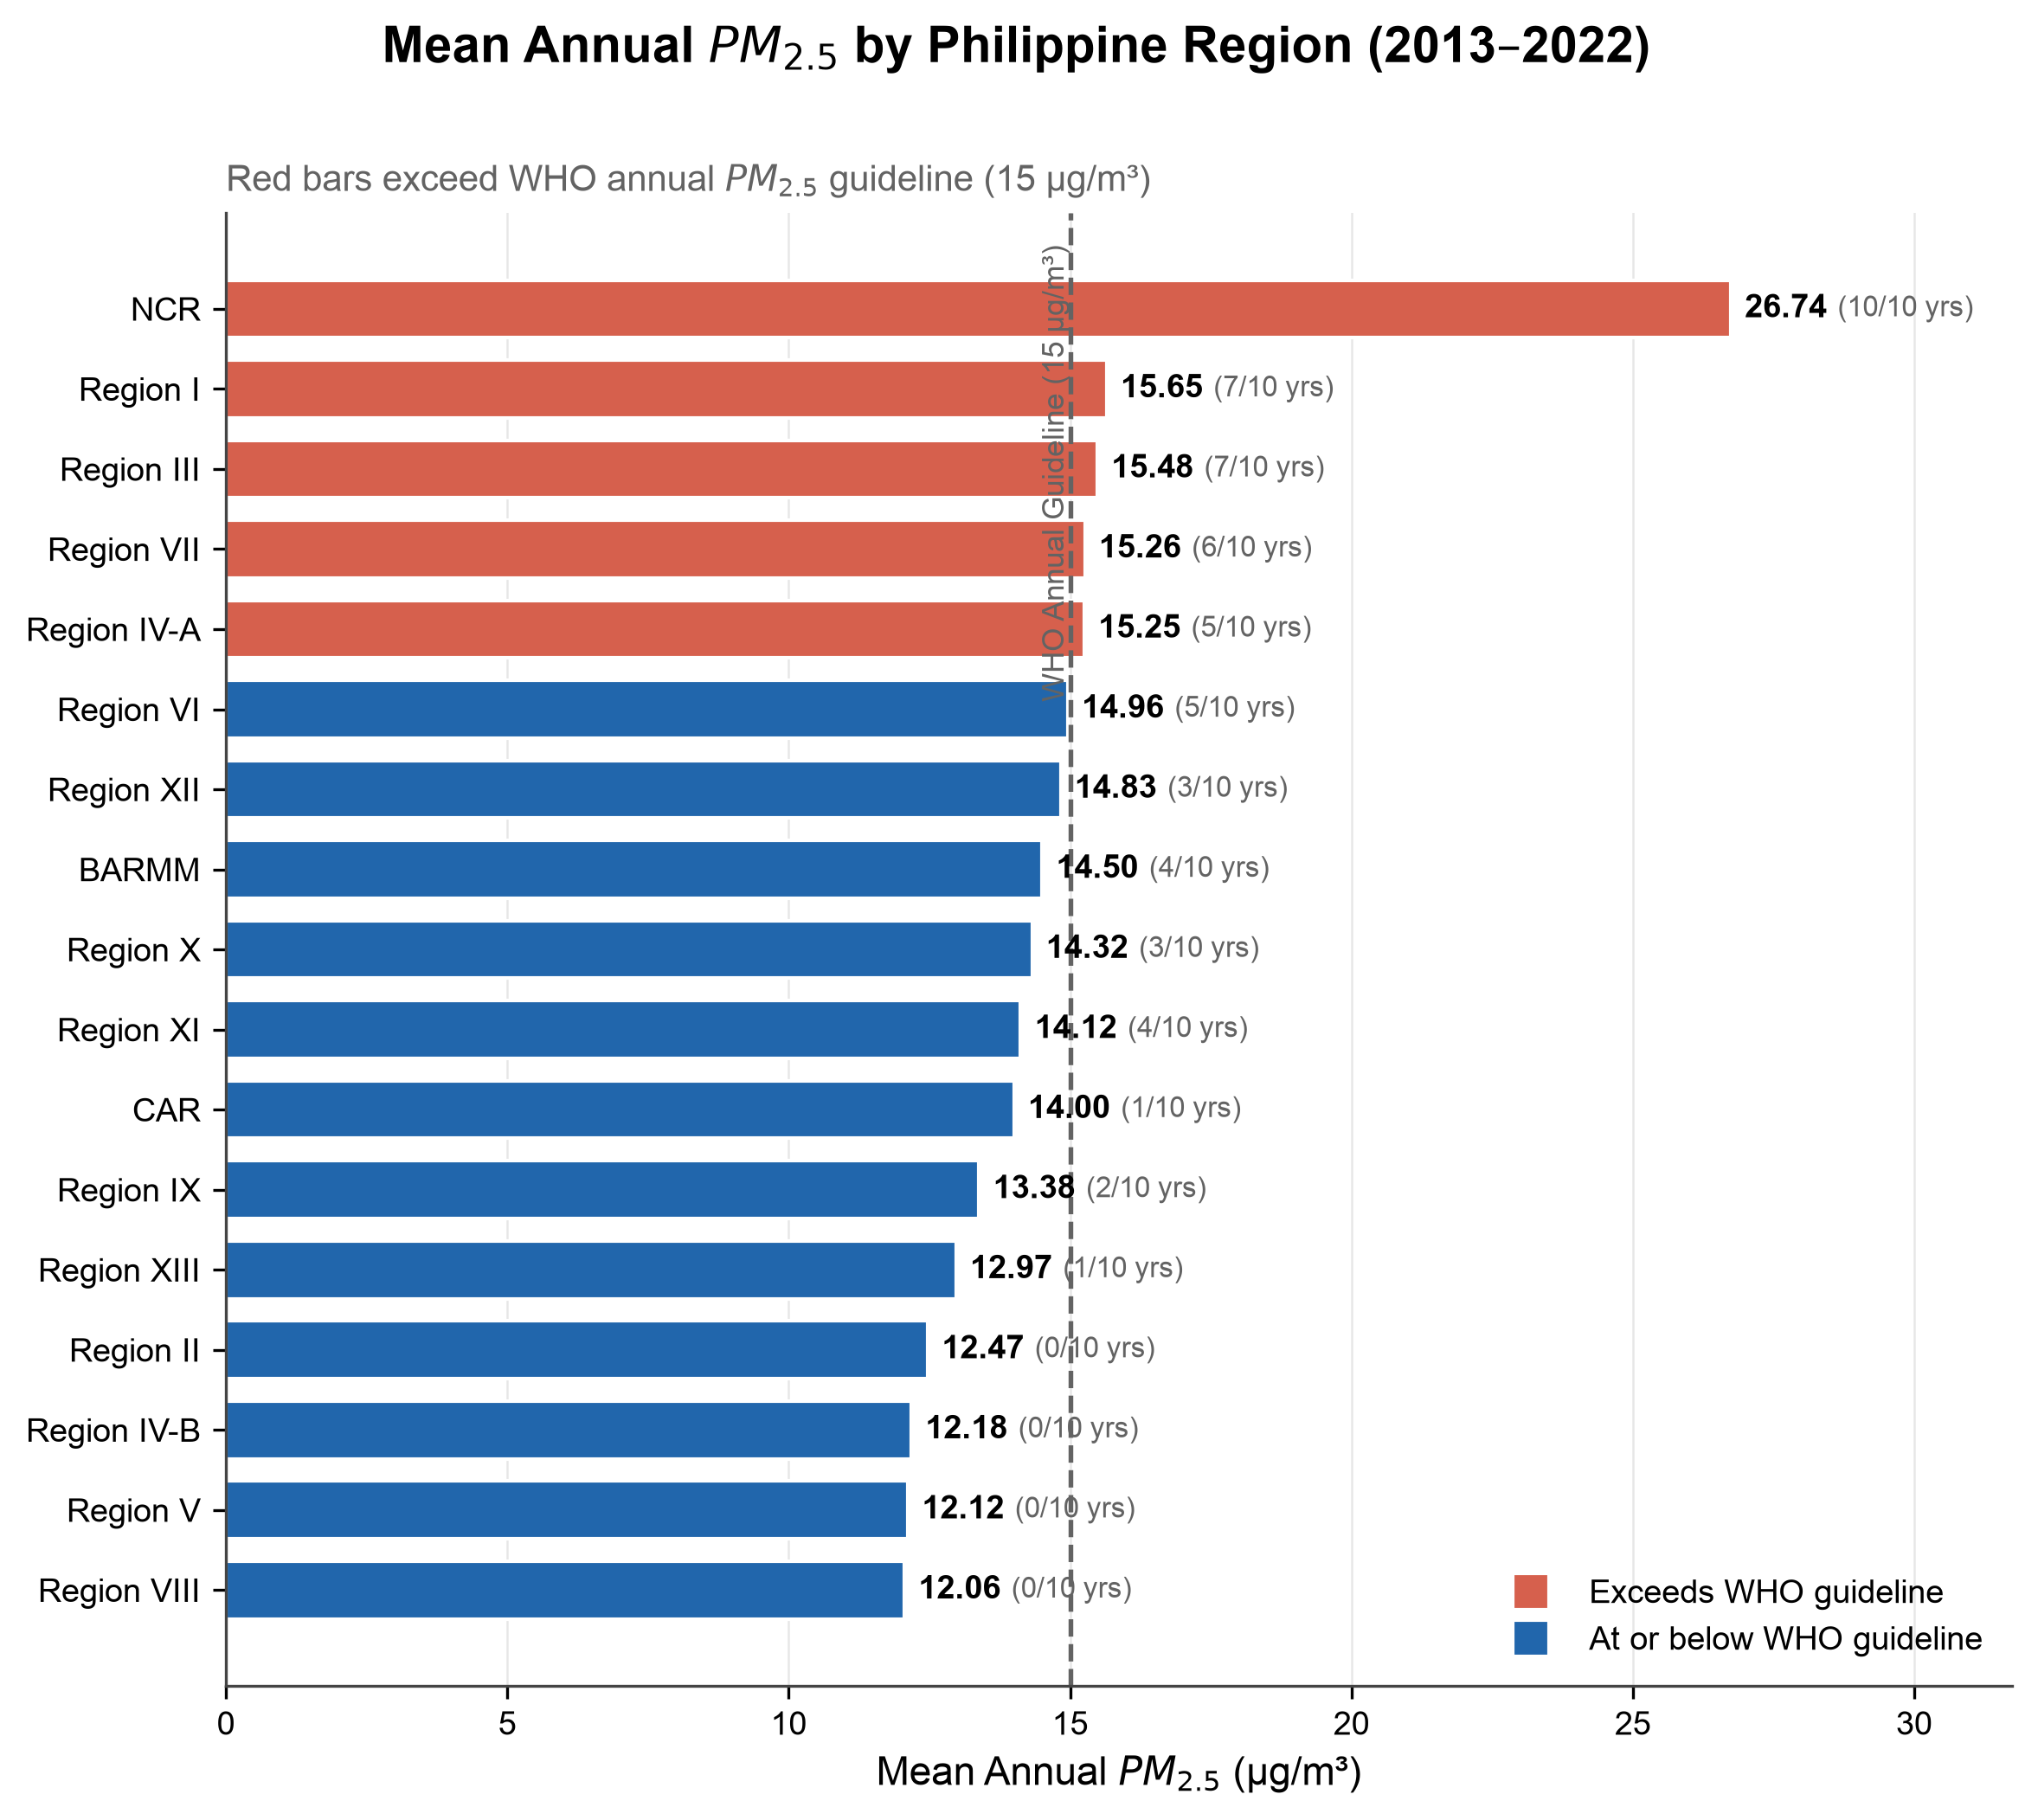 Mean Annual PM2.5 by Philippine Region (2013–2022)
Red bars exceed WHO annual PM2.5 guideline (15 µg/m³)
WHO Annual Guideline (15 µg/m³)
NCR 26.74 (10/10 yrs)
Region I 15.65 (7/10 yrs)
Region III 15.48 (7/10 yrs)
Region VII 15.26 (6/10 yrs)
Region IV-A 15.25 (5/10 yrs)
Region VI 14.96 (5/10 yrs)
Region XII 14.83 (3/10 yrs)
BARMM 14.50 (4/10 yrs)
Region X 14.32 (3/10 yrs)
Region XI 14.12 (4/10 yrs)
CAR 14.00 (1/10 yrs)
Region IX 13.38 (2/10 yrs)
Region XIII 12.97 (1/10 yrs)
Region II 12.47 (0/10 yrs)
Region IV-B 12.18 (0/10 yrs)
Region V 12.12 (0/10 yrs)
Region VIII 12.06 (0/10 yrs)
Exceeds WHO guideline
At or below WHO guideline
0 5 10 15 20 25 30
Mean Annual PM2.5 (µg/m³)